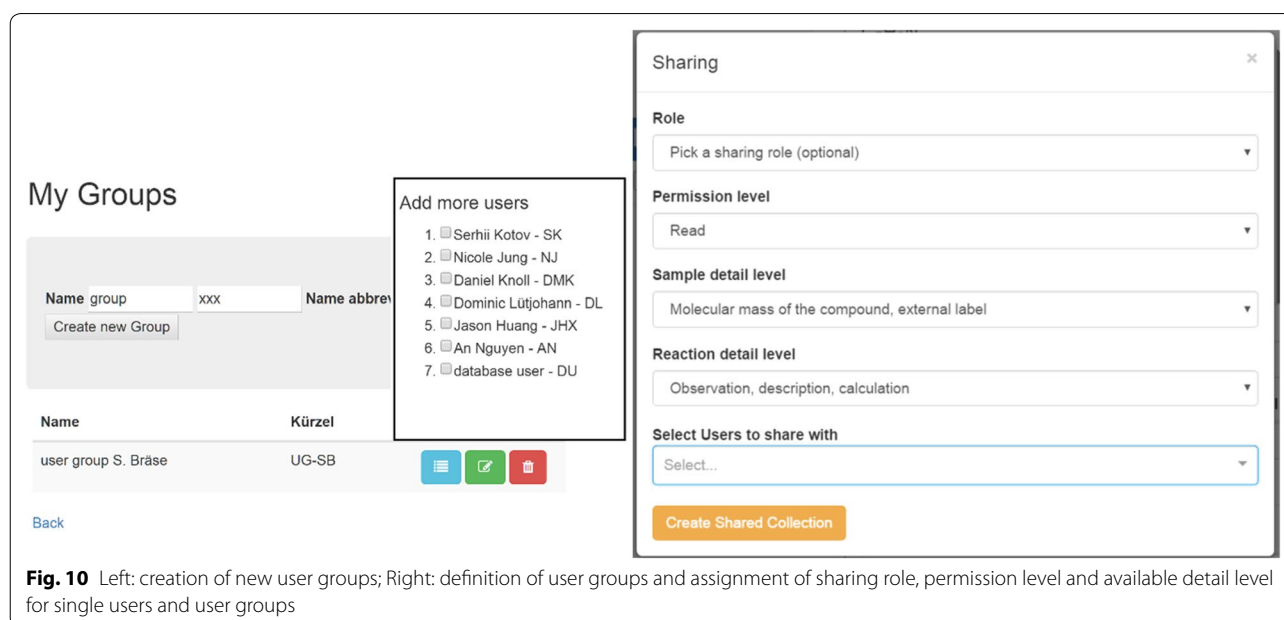 My Groups
Name group xxx Name abbrev
Create new Group
Name Kürzel
user group S. Bräse UG-SB
Back
Add more users
1. Serhii Kotov - SK
2. Nicole Jung - NJ
3. Daniel Knoll - DMK
4. Dominic Lütjohann - DL
5. Jason Huang - JHX
6. An Nguyen - AN
7. database user - DU
Sharing ×
Role
Pick a sharing role (optional)
Permission level
Read
Sample detail level
Molecular mass of the compound, external label
Reaction detail level
Observation, description, calculation
Select Users to share with
Select...
Create Shared Collection
Fig. 10 Left: creation of new user groups; Right: definition of user groups and assignment of sharing role, permission level and available detail level
for single users and user groups